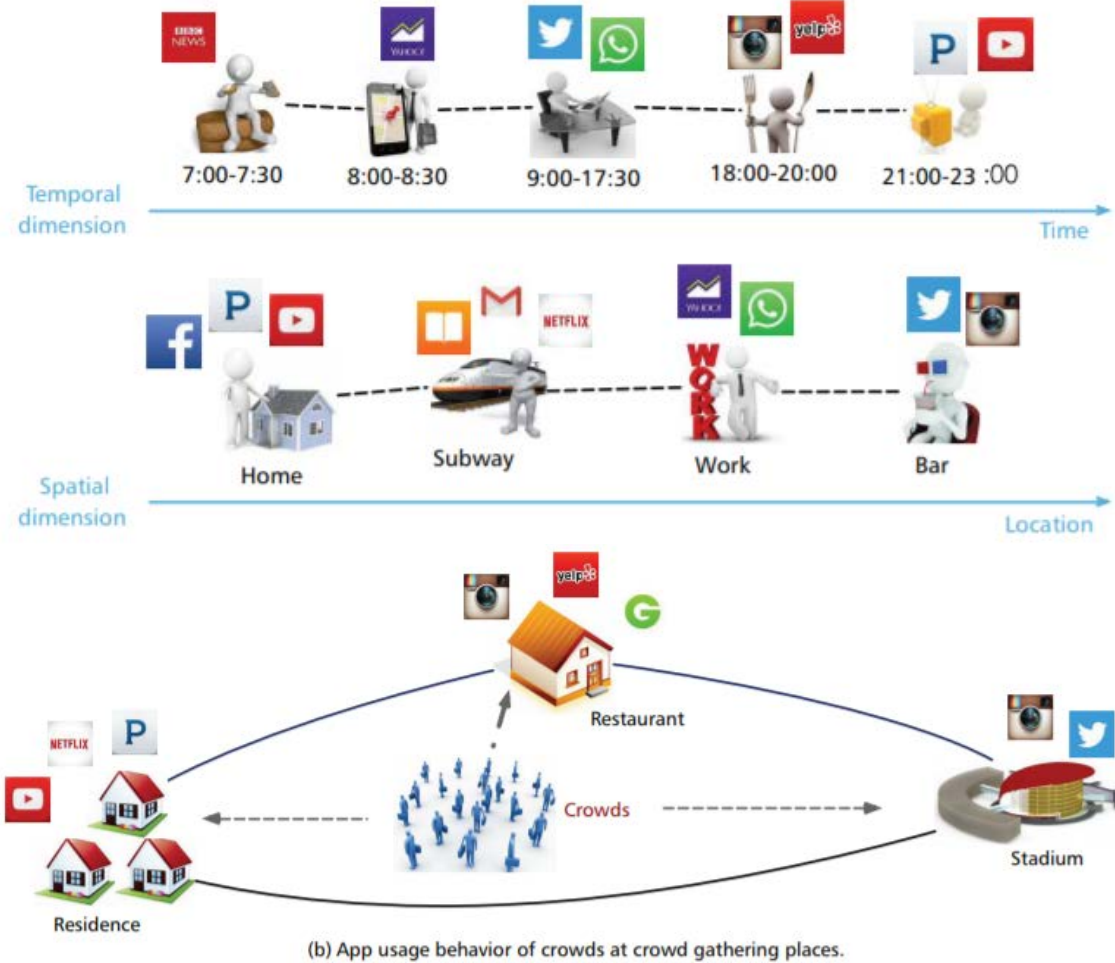 BBC
NEWS
YAHOO!
yelp
P
7:00-7:30
8:00-8:30
9:00-17:30
18:00-20:00
21:00-23 :00
Temporal
dimension
Time
f
P
M
NETFLIX
YAHOO!
WORK
Home
Subway
Work
Bar
Spatial
dimension
Location
yelp
G
Restaurant
NETFLIX
P
Crowds
Stadium
Residence
(b) App usage behavior of crowds at crowd gathering places.